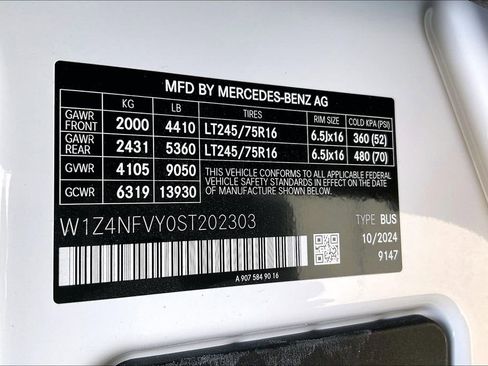 MFD BY MERCEDES-BENZ AG
KG LB TIRES RIM SIZE COLD KPA (PSI)
GAWR FRONT 2000 4410 LT245/75R16 6.5Jx16 360 (52)
GAWR REAR 2431 5360 LT245/75R16 6.5Jx16 480 (70)
GVWR 4105 9050 THIS VEHICLE CONFORMS TO ALL APPLICABLE
GCWR 6319 13930 FEDERAL MOTOR VEHICLE SAFETY STANDARDS IN EFFECT
ON THE DATE OF MANUFACTURE SHOWN BELOW.
W1Z4NFVY0ST202303 TYPE BUS
10/2024
9147
A 907 584 90 16